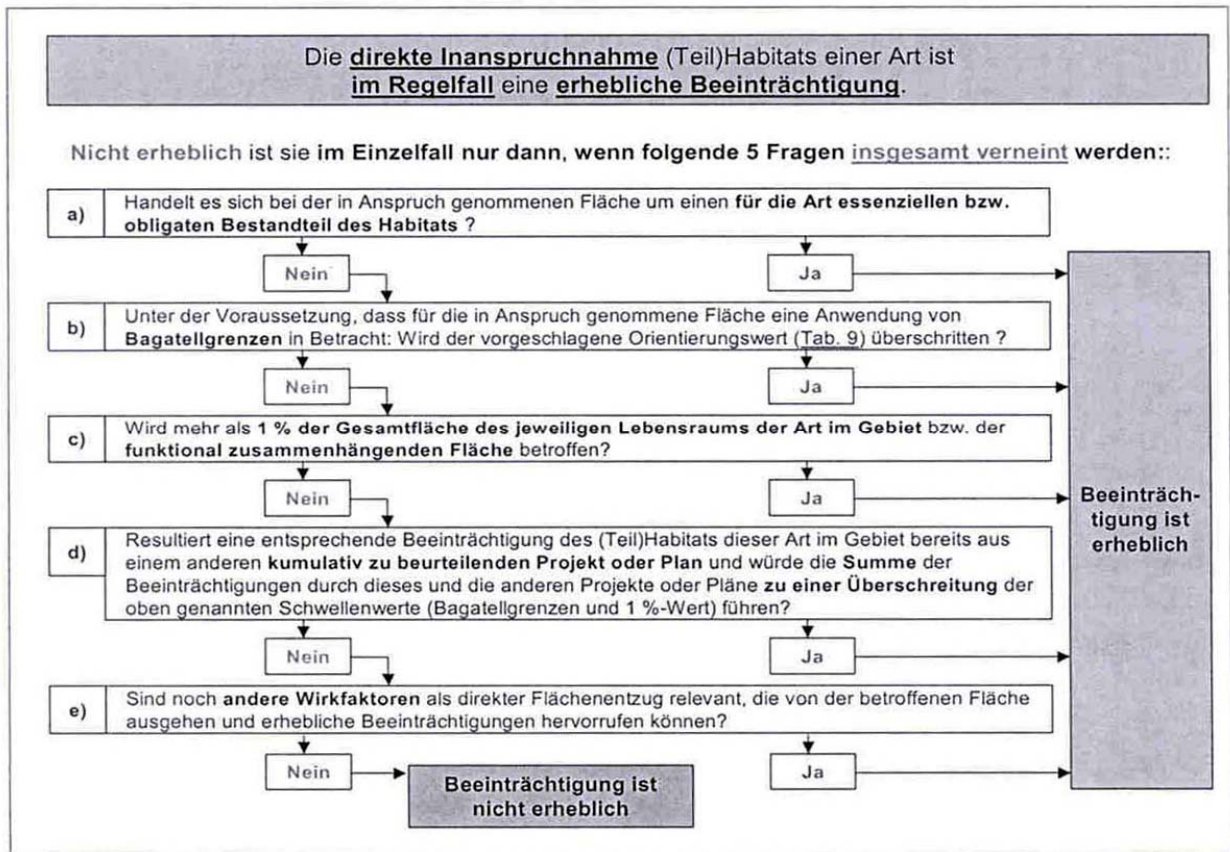 Die direkte Inanspruchnahme (Teil)Habitats einer Art ist
im Regelfall eine erhebliche Beeinträchtigung.
Nicht erheblich ist sie im Einzelfall nur dann, wenn folgende 5 Fragen insgesamt verneint werden::
a)
Handelt es sich bei der in Anspruch genommenen Fläche um einen für die Art essenziellen bzw.
obligaten Bestandteil des Habitats ?
Nein
Ja
b)
Unter der Voraussetzung, dass für die in Anspruch genommene Fläche eine Anwendung von
Bagatellgrenzen in Betracht: Wird der vorgeschlagene Orientierungswert (Tab. 9) überschritten ?
Nein
Ja
c)
Wird mehr als 1 % der Gesamtfläche des jeweiligen Lebensraums der Art im Gebiet bzw. der
funktional zusammenhängenden Fläche betroffen?
Nein
Ja
d)
Resultiert eine entsprechende Beeinträchtigung des (Teil)Habitats dieser Art im Gebiet bereits aus
einem anderen kumulativ zu beurteilenden Projekt oder Plan und würde die Summe der
Beeinträchtigungen durch dieses und die anderen Projekte oder Pläne zu einer Überschreitung der
oben genannten Schwellenwerte (Bagatellgrenzen und 1 %-Wert) führen?
Nein
Ja
e)
Sind noch andere Wirkfaktoren als direkter Flächenentzug relevant, die von der betroffenen Fläche
ausgehen und erhebliche Beeinträchtigungen hervorrufen können?
Nein
Ja
Beeinträchtigung ist
nicht erheblich
Beeinträch-
tigung ist
erheblich